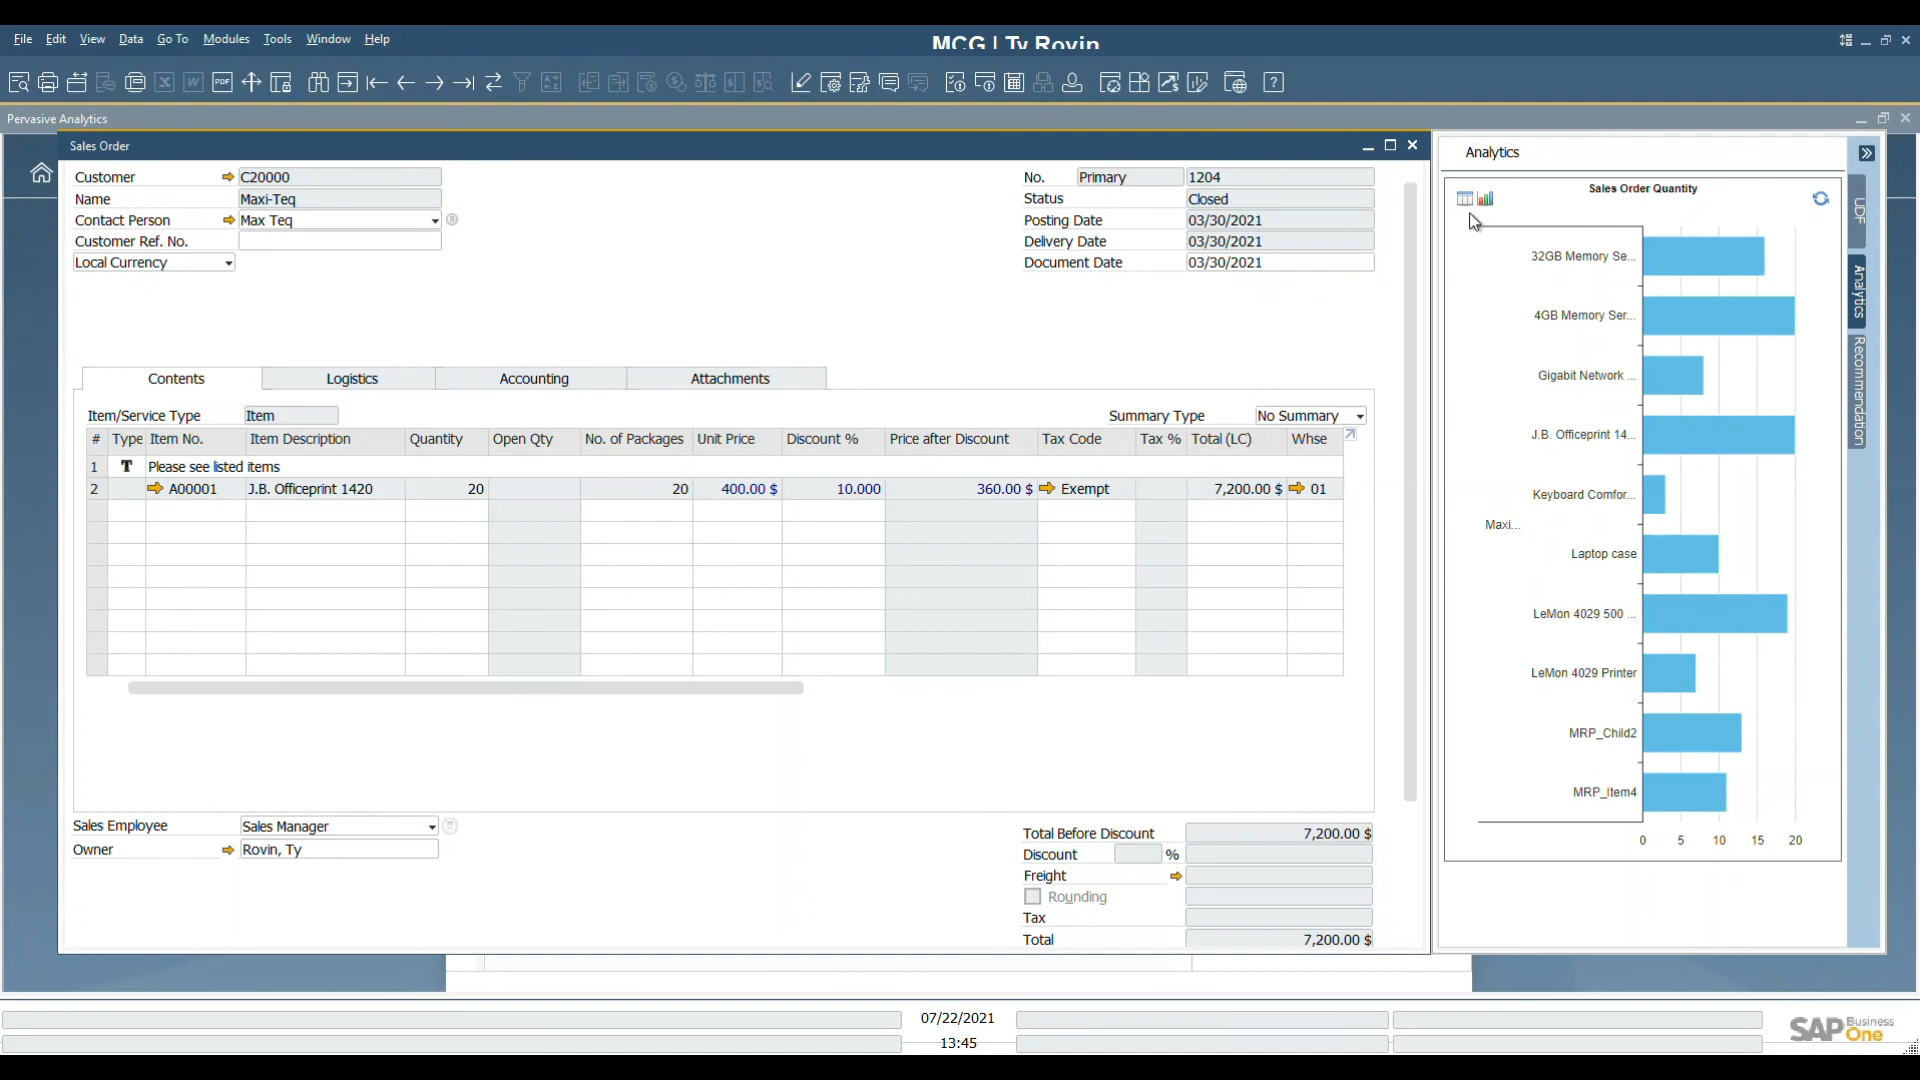 File Edit View Data Go To Modules Tools Window Help
MCG | Ty Rovin
PDF
Pervasive Analytics
Sales Order
Customer C20000
Name Maxi-Teq
Contact Person Max Teq
Customer Ref. No.
Local Currency
No. Primary 1204
Status Closed
Posting Date 03/30/2021
Delivery Date 03/30/2021
Document Date 03/30/2021
Contents Logistics Accounting Attachments
Item/Service Type Item
Summary Type No Summary
# Type Item No. Item Description Quantity Open Qty No. of Packages Unit Price Discount % Price after Discount Tax Code Tax % Total (LC) Whse
1 T Please see listed items
2 A00001 J.B. Officeprint 1420 20 20 400.00 $ 10.000 360.00 $ Exempt 7,200.00 $ 01
Sales Employee Sales Manager
Owner Rovin, Ty
Total Before Discount 7,200.00 $
Discount %
Freight
Rounding
Tax
Total 7,200.00 $
Analytics
Sales Order Quantity
32GB Memory Se...
4GB Memory Ser...
Gigabit Network ...
J.B. Officeprint 14...
Keyboard Comfor...
Maxi...
Laptop case
LeMon 4029 500 ...
LeMon 4029 Printer
MRP_Child2
MRP_Item4
0 5 10 15 20
UDF
Analytics
Recommendation
07/22/2021
13:45
SAP Business One